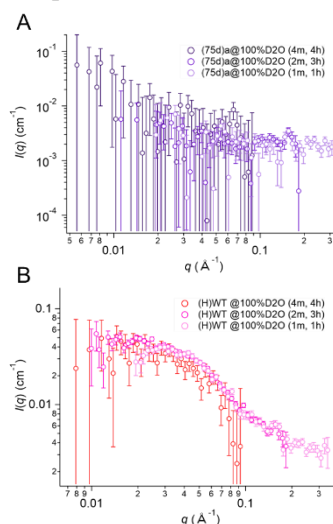 A
10⁻¹
(75d)a@100%D2O (4m, 4h)
(75d)a@100%D2O (2m, 3h)
(75d)a@100%D2O (1m, 1h)
10⁻²
I(q) (cm⁻¹)
10⁻³
10⁻⁴
5 6 7 8 0.01 2 3 4 5 6 7 8 0.1 2 3
q (Å⁻¹)
B
0.1
(H)WT @100%D2O (4m, 4h)
(H)WT @100%D2O (2m, 3h)
(H)WT @100%D2O (1m, 1h)
8
6
4
I(q) (cm⁻¹)
2
0.01
8
6
4
2
7 8 9 0.01 2 3 4 5 6 7 8 9 0.1 2 3
q (Å⁻¹)